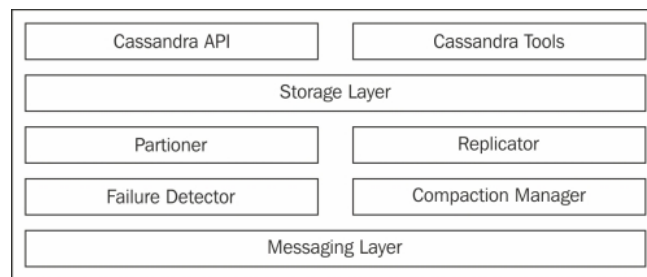 Cassandra API
Cassandra Tools
Storage Layer
Partioner
Replicator
Failure Detector
Compaction Manager
Messaging Layer